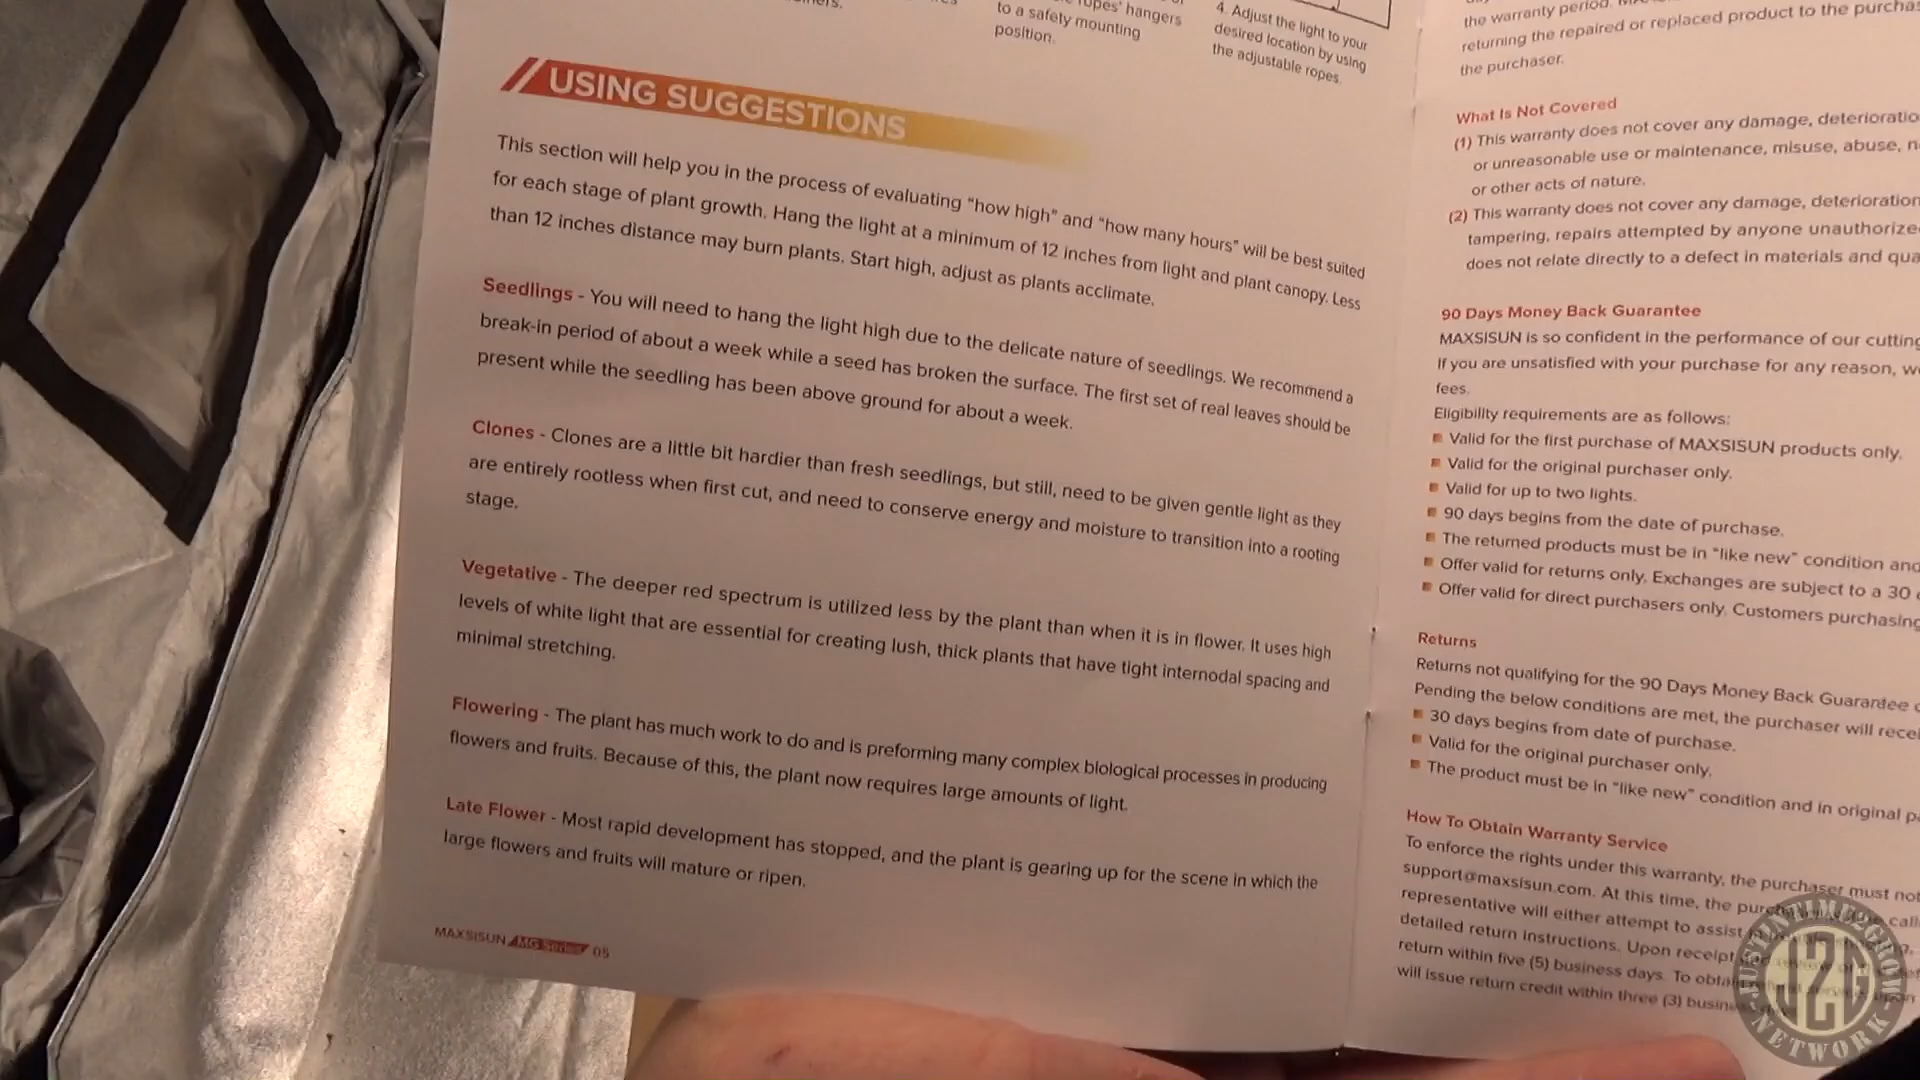 to a safety mounting
position.
4. Adjust the light to your
desired location by using
the adjustable ropes.
USING SUGGESTIONS
This section will help you in the process of evaluating “how high” and “how many hours” will be best suited
for each stage of plant growth. Hang the light at a minimum of 12 inches from light and plant canopy. Less
than 12 inches distance may burn plants. Start high, adjust as plants acclimate.
Seedlings - You will need to hang the light high due to the delicate nature of seedlings. We recommend a
break-in period of about a week while a seed has broken the surface. The first set of real leaves should be
present while the seedling has been above ground for about a week.
Clones - Clones are a little bit hardier than fresh seedlings, but still, need to be given gentle light as they
are entirely rootless when first cut, and need to conserve energy and moisture to transition into a rooting
stage.
Vegetative - The deeper red spectrum is utilized less by the plant than when it is in flower. It uses high
levels of white light that are essential for creating lush, thick plants that have tight internodal spacing and
minimal stretching.
Flowering - The plant has much work to do and is preforming many complex biological processes in producing
flowers and fruits. Because of this, the plant now requires large amounts of light.
Late Flower - Most rapid development has stopped, and the plant is gearing up for the scene in which the
large flowers and fruits will mature or ripen.
MAXSISUN MG Series 05
the warranty period.
returning the repaired or replaced product to the
the purchaser.
What Is Not Covered
(1) This warranty does not cover any damage,
or unreasonable use or maintenance, misuse, abuse,
or other acts of nature.
(2) This warranty does not cover any damage, deterioration
tampering, repairs attempted by anyone
does not relate directly to a defect in materials and
90 Days Money Back Guarantee
MAXSISUN is so confident in the performance of our cutting
If you are unsatisfied with your purchase for any reason,
fees.
Eligibility requirements are as follows:
Valid for the first purchase of MAXSISUN products only.
Valid for the original purchaser only.
Valid for up to two lights.
90 days begins from the date of purchase.
The returned products must be in “like new” condition and
Offer valid for returns only. Exchanges are subject to a 30
Offer valid for direct purchasers only. Customers purchasing
Returns
Returns not qualifying for the 90 Days Money Back Guarantee
Pending the below conditions are met, the purchaser will
30 days begins from date of purchase.
Valid for the original purchaser only.
The product must be in “like new” condition and in original
How To Obtain Warranty Service
To enforce the rights under this warranty, the purchaser must
support@maxsisun.com. At this time, the
representative will either attempt to assist
detailed return instructions. Upon receipt
return within five (5) business days. To
will issue return credit within three (3)
JUSTINTIME2GROW
J2G
NETWORK